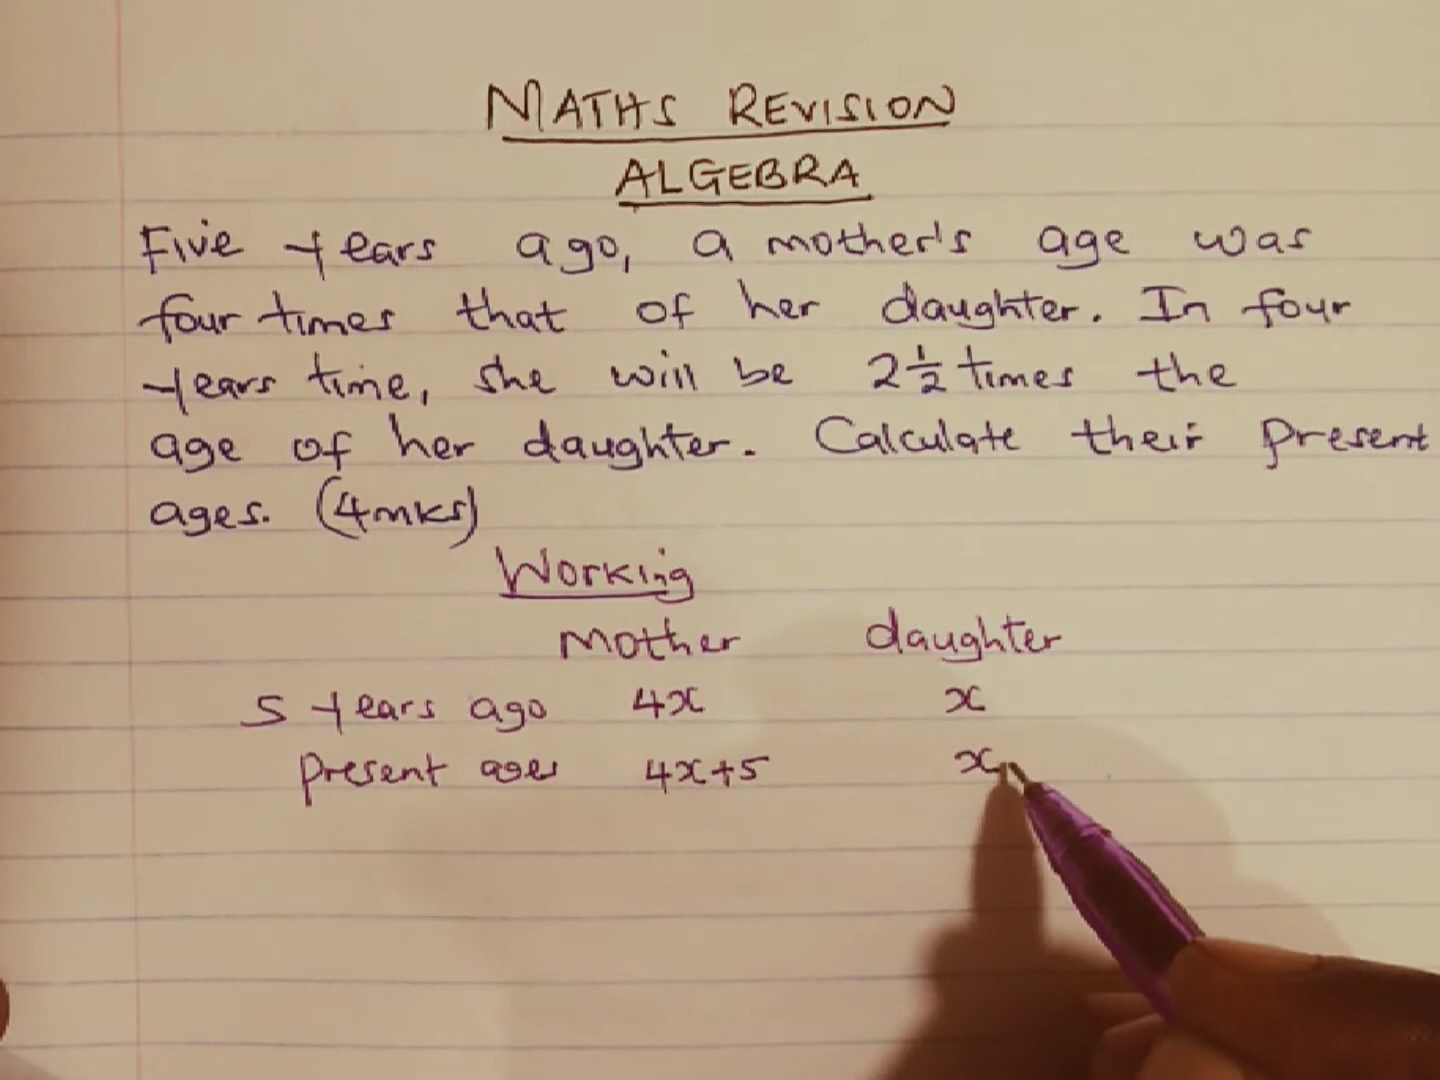 MATHS REVISION
ALGEBRA
Five years ago, a mother's age was
four times that of her daughter. In four
years time, she will be 2½ times the
age of her daughter. Calculate their present
ages. (4mks)
Working
Mother daughter
5 years ago 4x x
present ages 4x+5 x